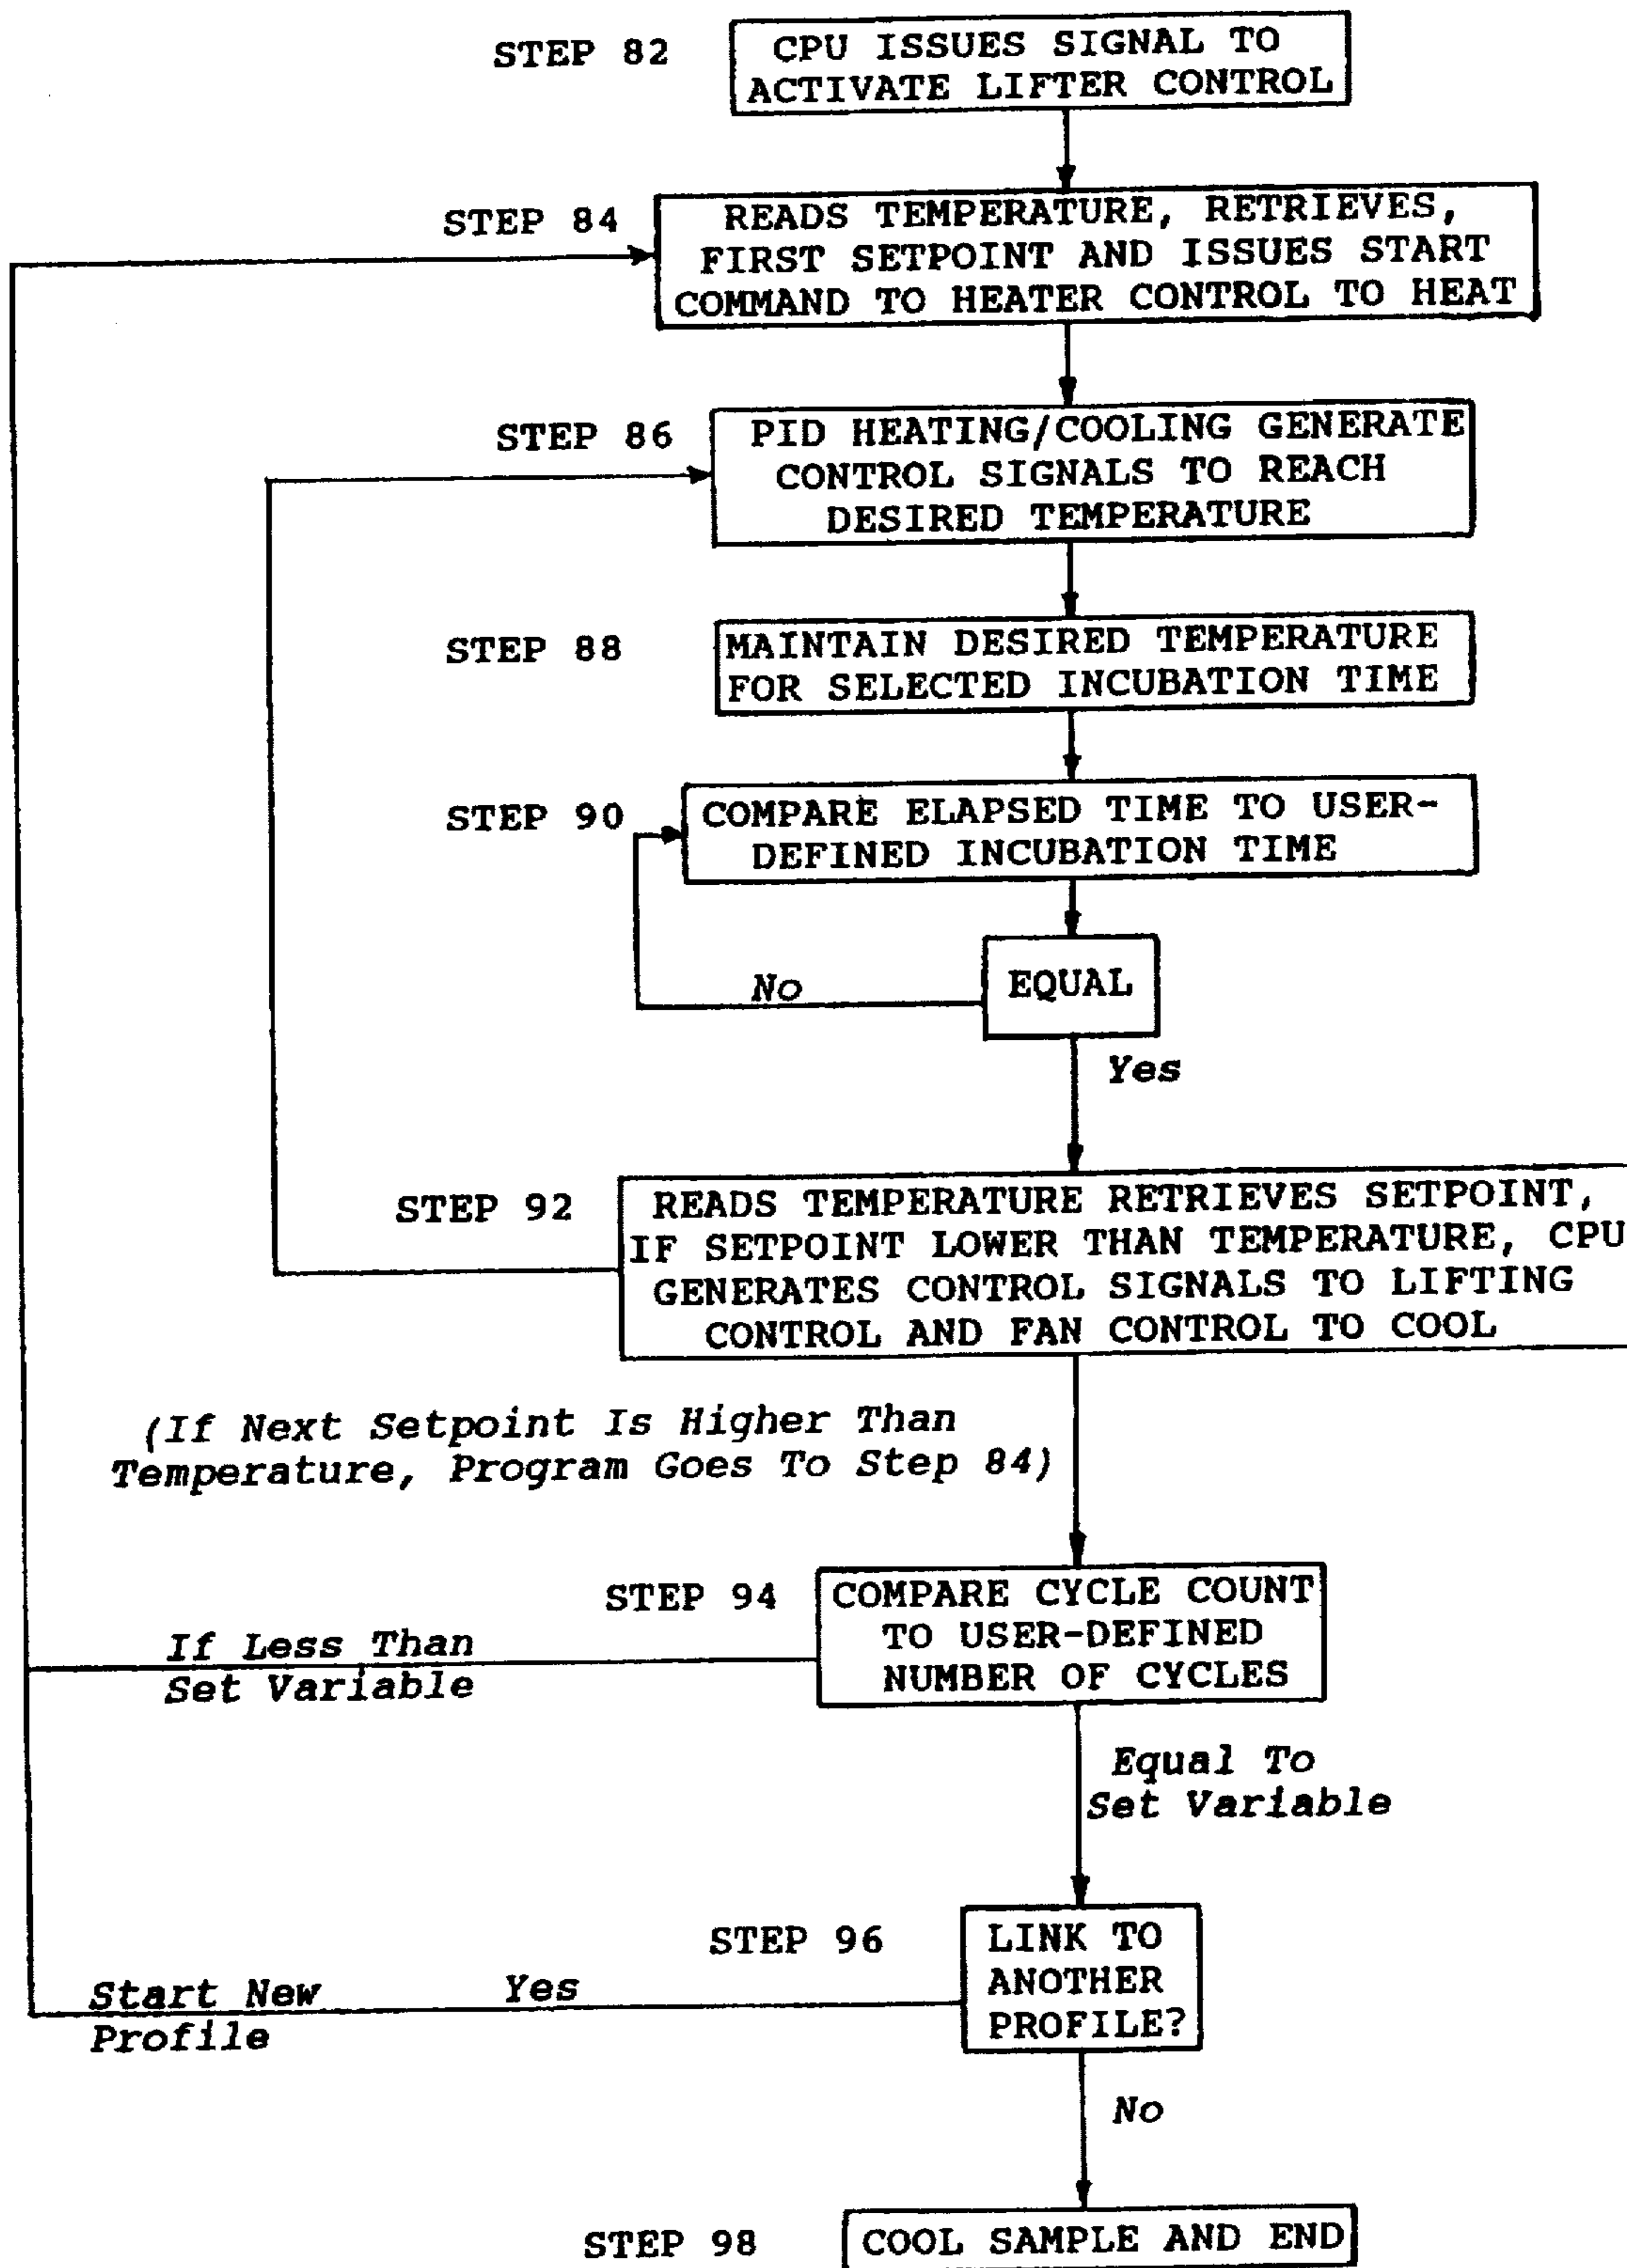 STEP 82
CPU ISSUES SIGNAL TO
ACTIVATE LIFTER CONTROL
STEP 84
READS TEMPERATURE, RETRIEVES,
FIRST SETPOINT AND ISSUES START
COMMAND TO HEATER CONTROL TO HEAT
STEP 86
PID HEATING/COOLING GENERATE
CONTROL SIGNALS TO REACH
DESIRED TEMPERATURE
STEP 88
MAINTAIN DESIRED TEMPERATURE
FOR SELECTED INCUBATION TIME
STEP 90
COMPARE ELAPSED TIME TO USER-
DEFINED INCUBATION TIME
EQUAL
No
Yes
STEP 92
READS TEMPERATURE RETRIEVES SETPOINT,
IF SETPOINT LOWER THAN TEMPERATURE, CPU
GENERATES CONTROL SIGNALS TO LIFTING
CONTROL AND FAN CONTROL TO COOL
(If Next Setpoint Is Higher Than
Temperature, Program Goes To Step 84)
STEP 94
COMPARE CYCLE COUNT
TO USER-DEFINED
NUMBER OF CYCLES
If Less Than
Set Variable
Equal To
Set Variable
STEP 96
LINK TO
ANOTHER
PROFILE?
Start New
Profile
Yes
No
STEP 98
COOL SAMPLE AND END